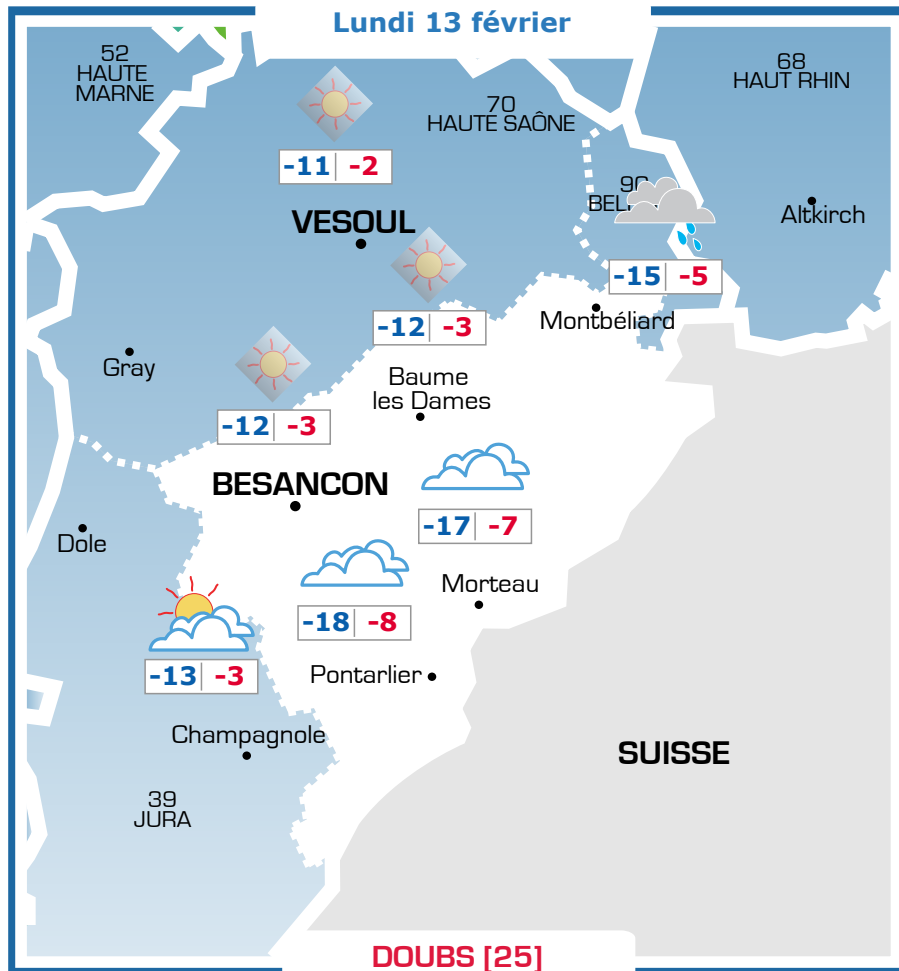 Lundi 13 février
52
HAUTE
MARNE
68
HAUT RHIN
70
HAUTE SAÔNE
-11 -2
90
Altkirch
VESOUL
-15 -5
-12 -3
Montbéliard
Gray
Baume
les Dames
-12 -3
BESANCON
-17 -7
Dole
Morteau
-18 -8
-13 -3
Pontarlier
Champagnole
SUISSE
39
JURA
DOUBS [25]